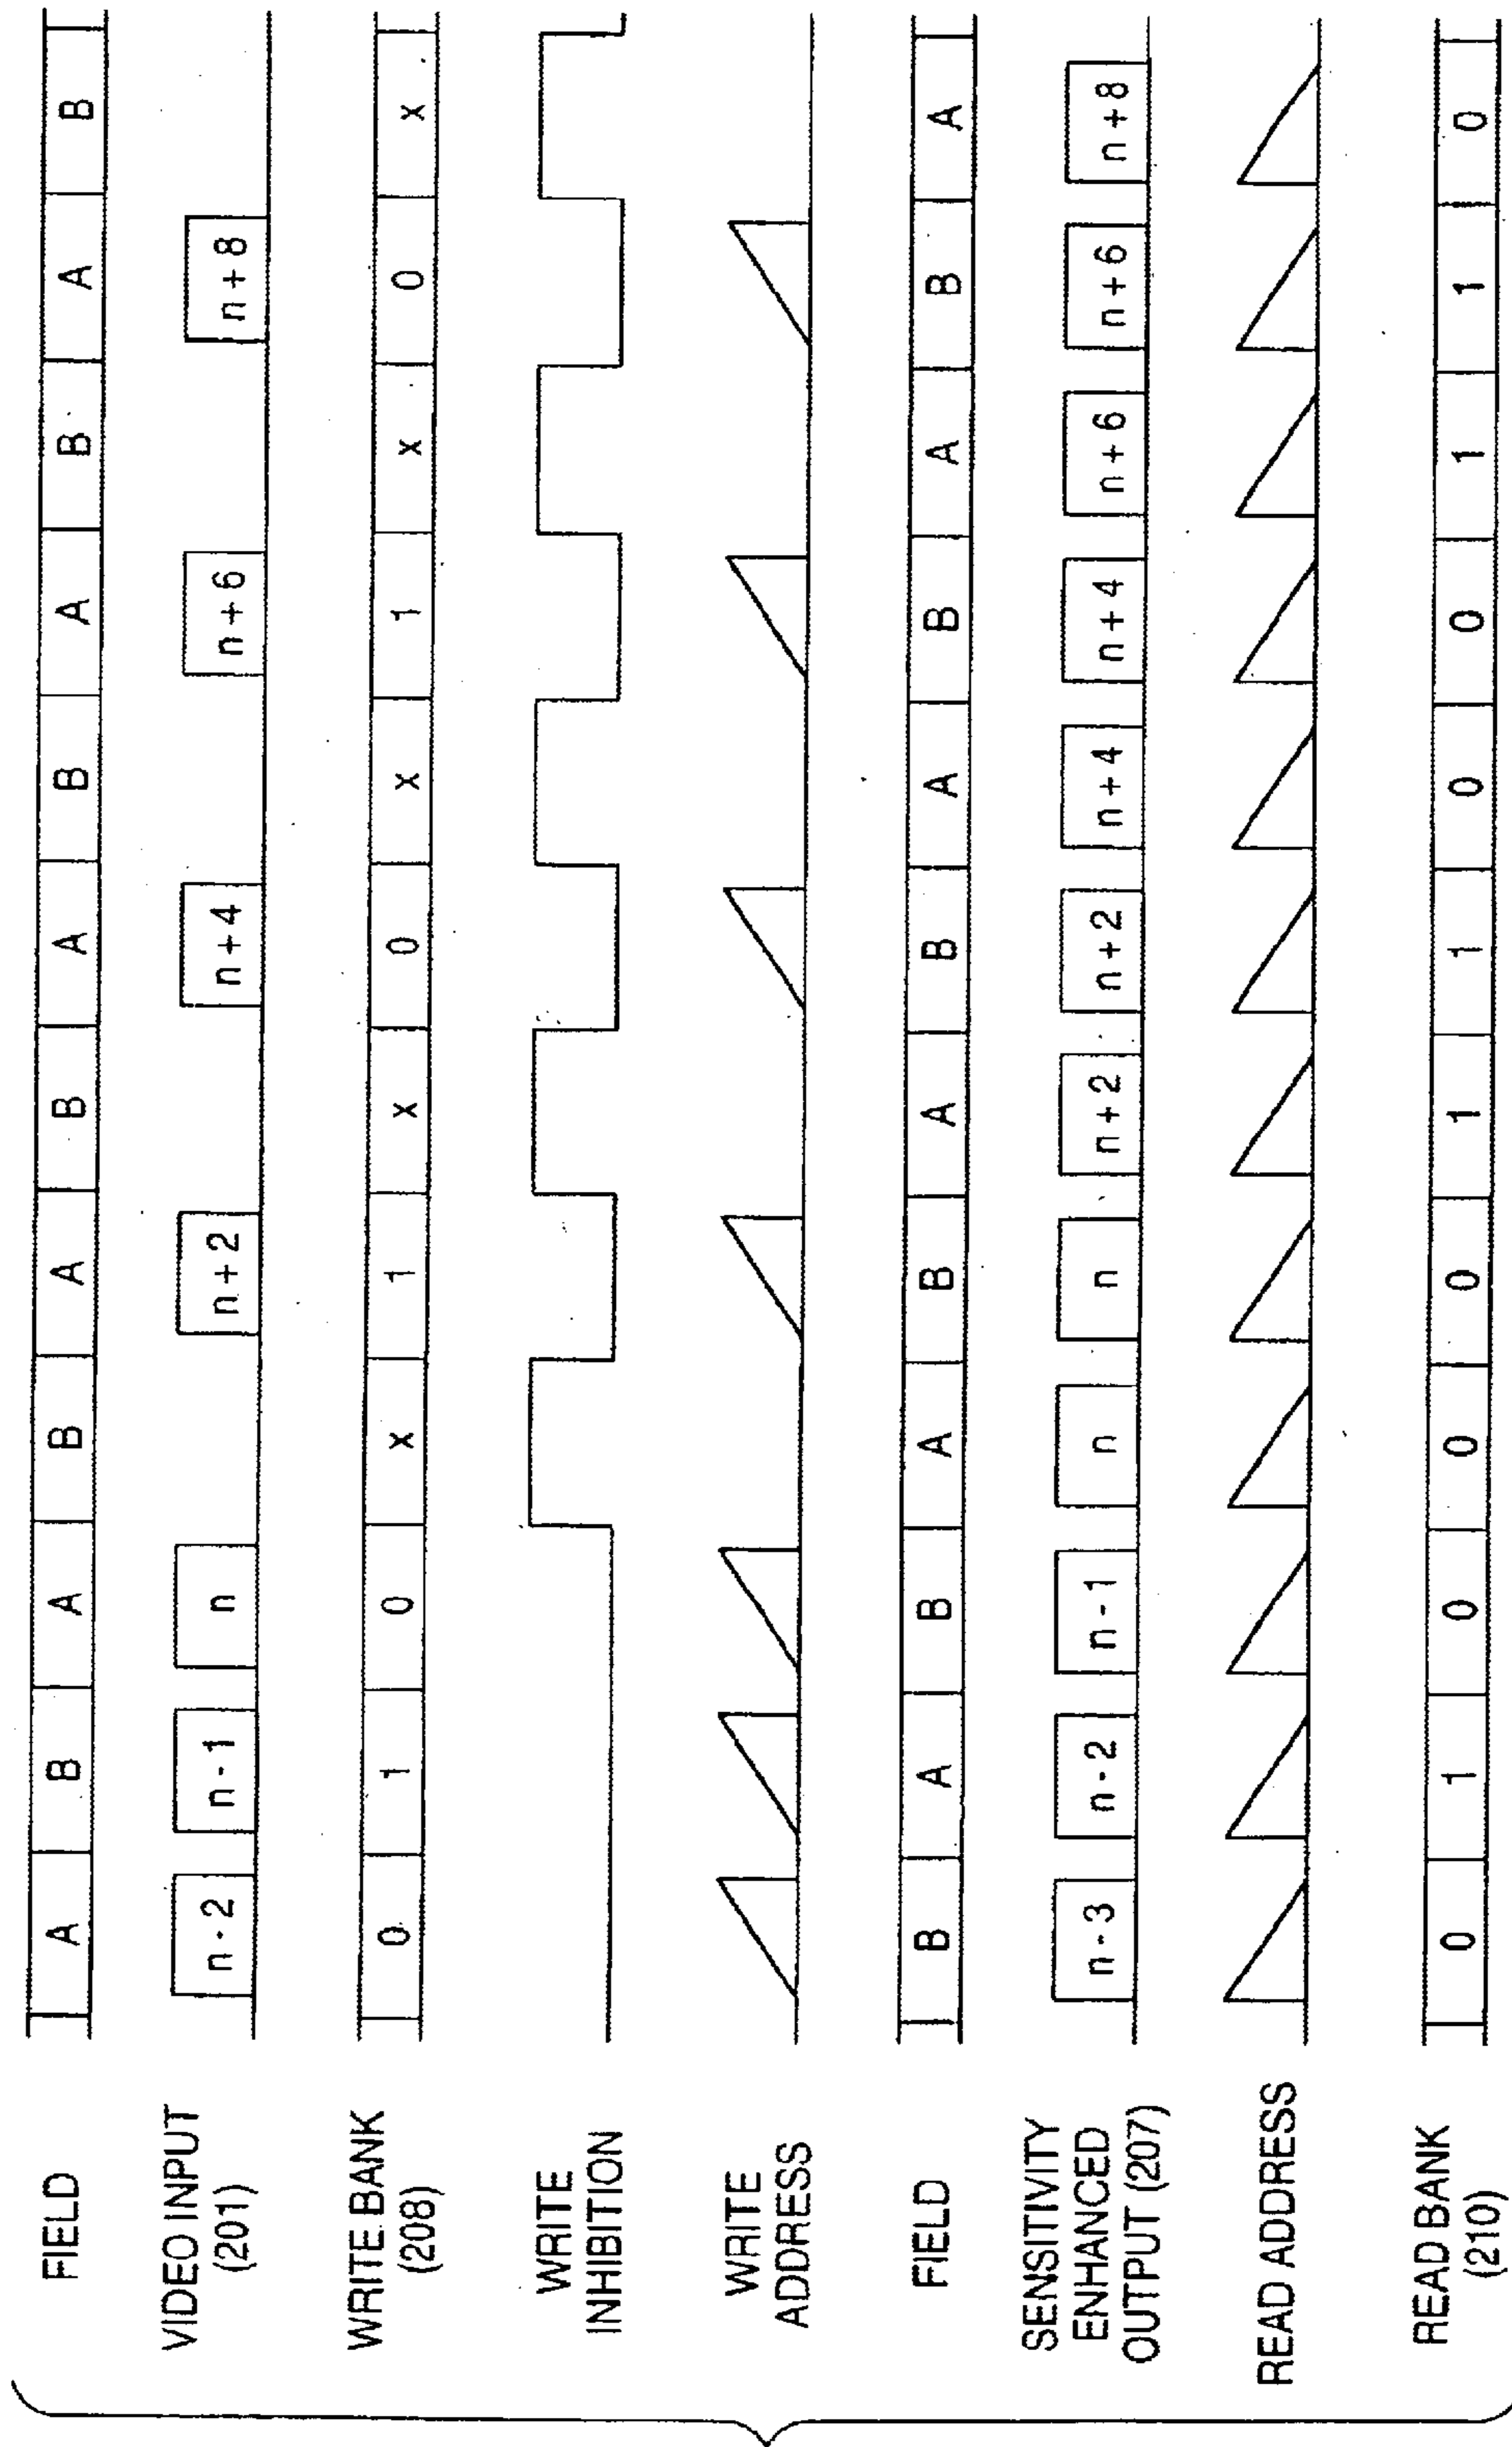 FIELD A B A B A B A B A B A B
VIDEO INPUT
(201)
n-2 n-1 n n+2 n+4 n+6 n+8
WRITE BANK
(208)
0 1 0 x 1 x 0 x 1 x 0 x
WRITE
INHIBITION
WRITE
ADDRESS
FIELD B A B A B A B A B A B A
SENSITIVITY
ENHANCED
OUTPUT (207)
n-3 n-2 n-1 n n n+2 n+2 n+4 n+4 n+6 n+6 n+8
READ ADDRESS
READ BANK
(210)
0 1 0 0 0 1 1 0 0 1 1 0